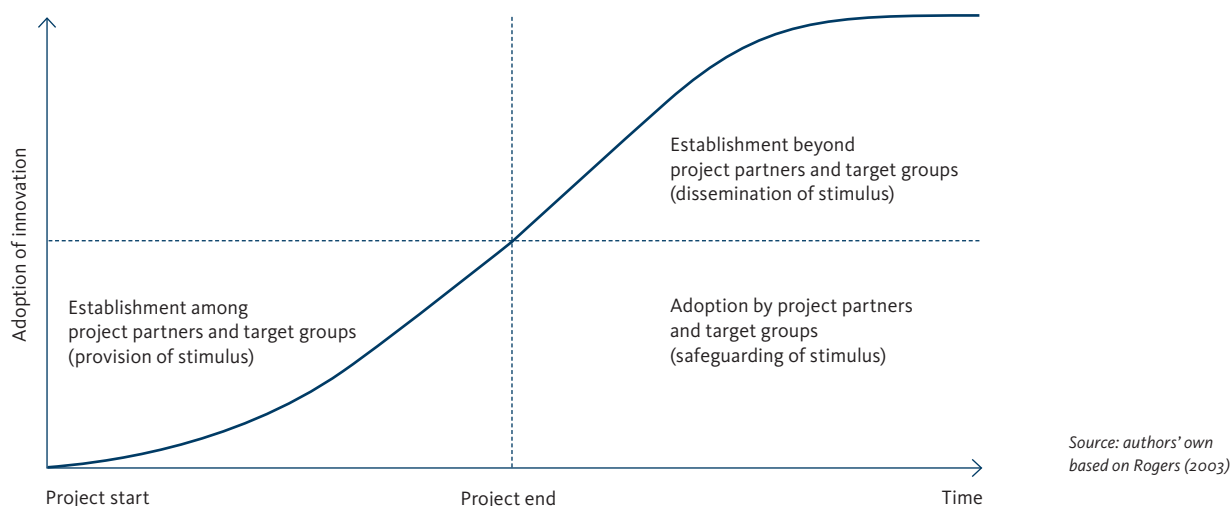 Adoption of innovation
Establishment beyond
project partners and target groups
(dissemination of stimulus)
Establishment among
project partners and target groups
(provision of stimulus)
Adoption by project partners
and target groups
(safeguarding of stimulus)
Source: authors’ own
based on Rogers (2003)
Project start
Project end
Time